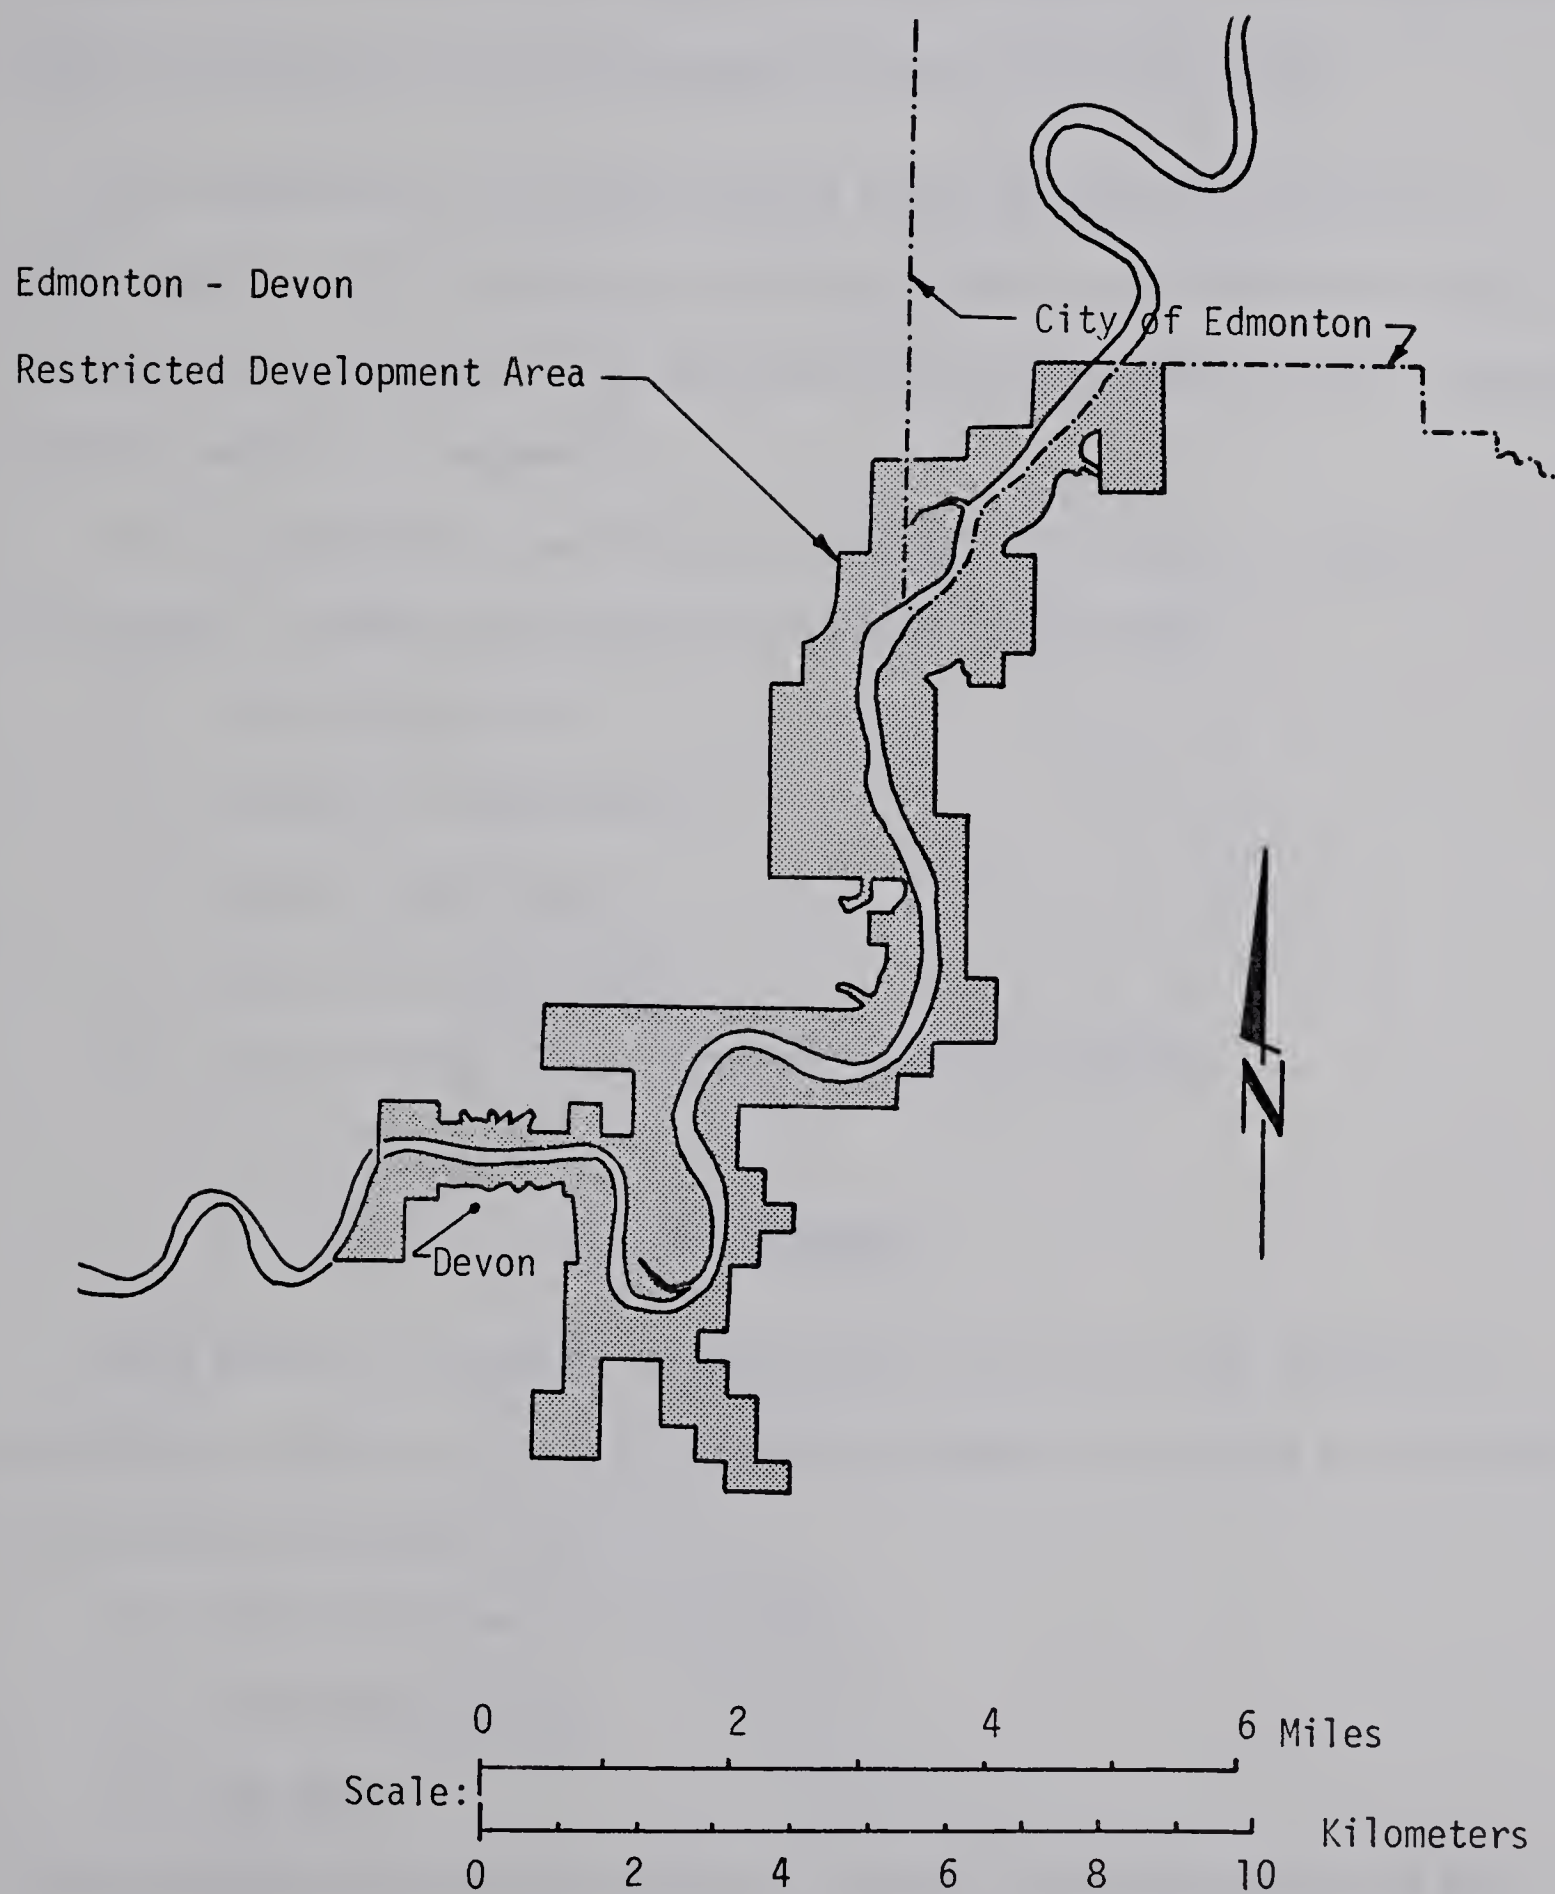 Edmonton - Devon
City of Edmonton
Restricted Development Area
N
Devon
0 2 4 6 Miles
Scale:
Kilometers
0 2 4 6 8 10